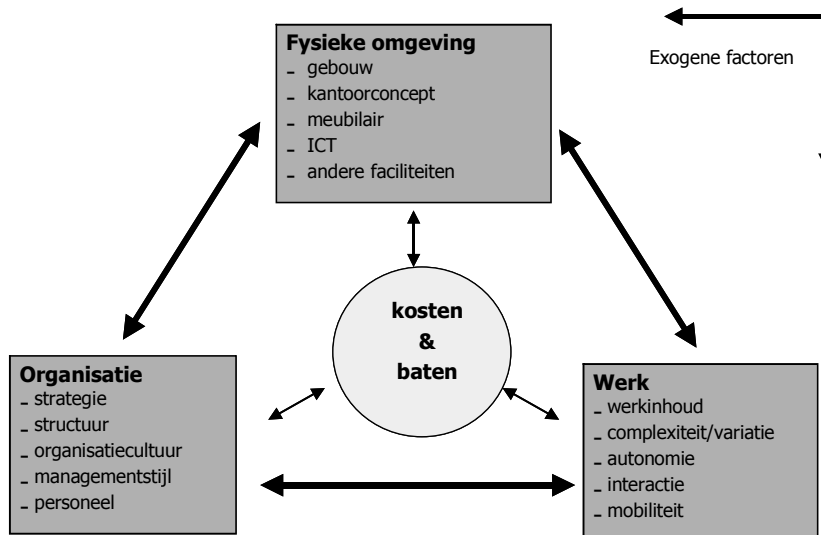 Fysieke omgeving
- gebouw
- kantoorconcept
- meubilair
- ICT
- andere faciliteiten
Exogene factoren
kosten
&
baten
Organisatie
- strategie
- structuur
- organisatiecultuur
- managementstijl
- personeel
Werk
- werkinhoud
- complexiteit/variatie
- autonomie
- interactie
- mobiliteit